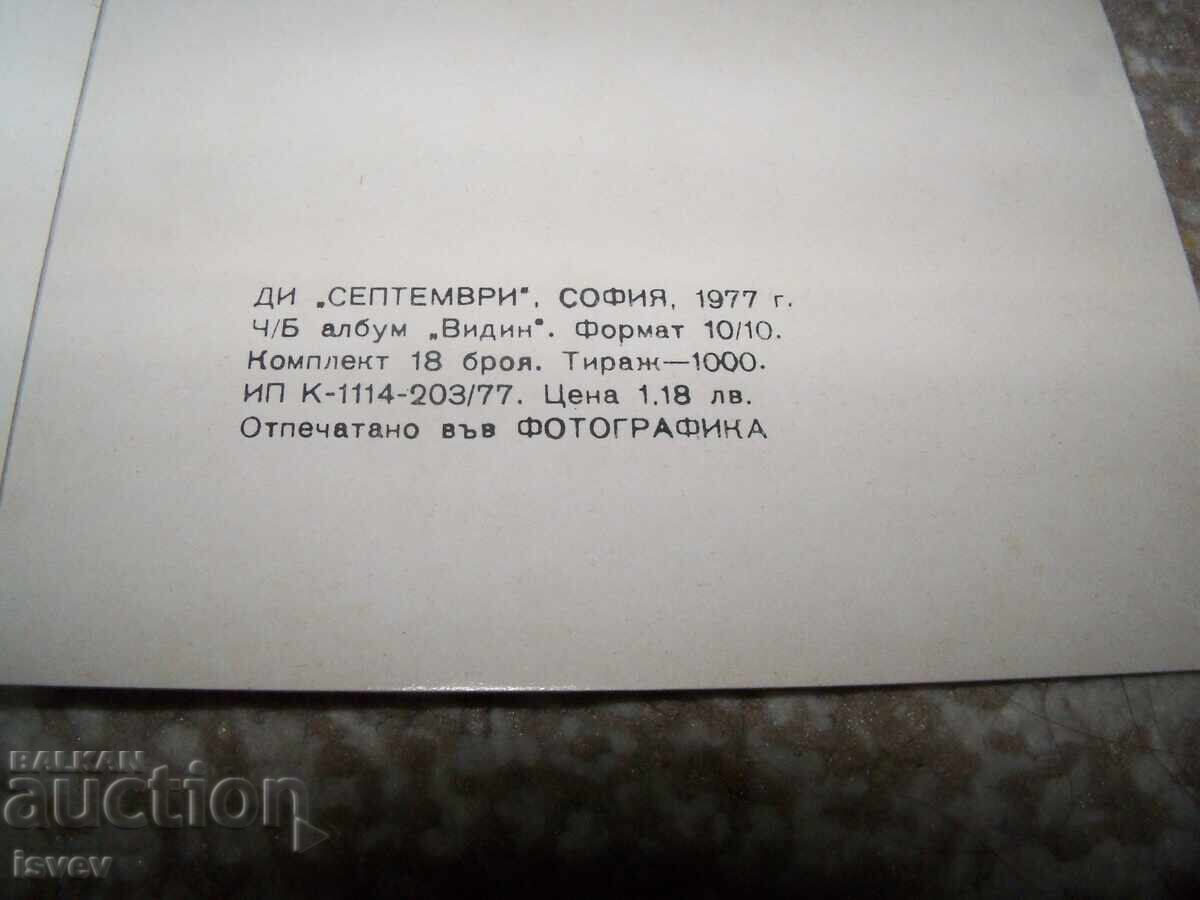 ДИ „СЕПТЕМВРИ", СОФИЯ, 1977 г.
Ч/Б албум „Видин". Формат 10/10.
Комплект 18 броя. Тираж—1000.
ИП К-1114-203/77. Цена 1.18 лв.
Отпечатано във ФОТОГРАФИКА
BALKAN
auction
isvev